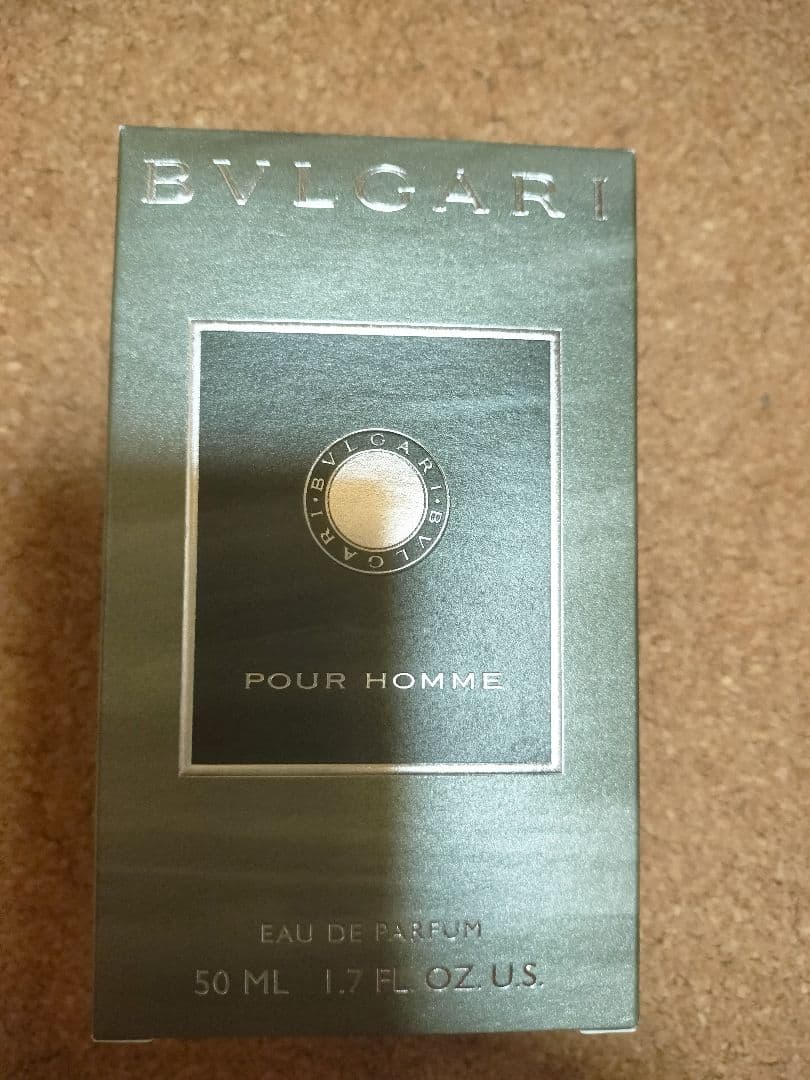 BVLGARI
BVLGARI · BVLGARI ·
POUR HOMME
EAU DE PARFUM
50 ML 1.7 FL. OZ. U.S.